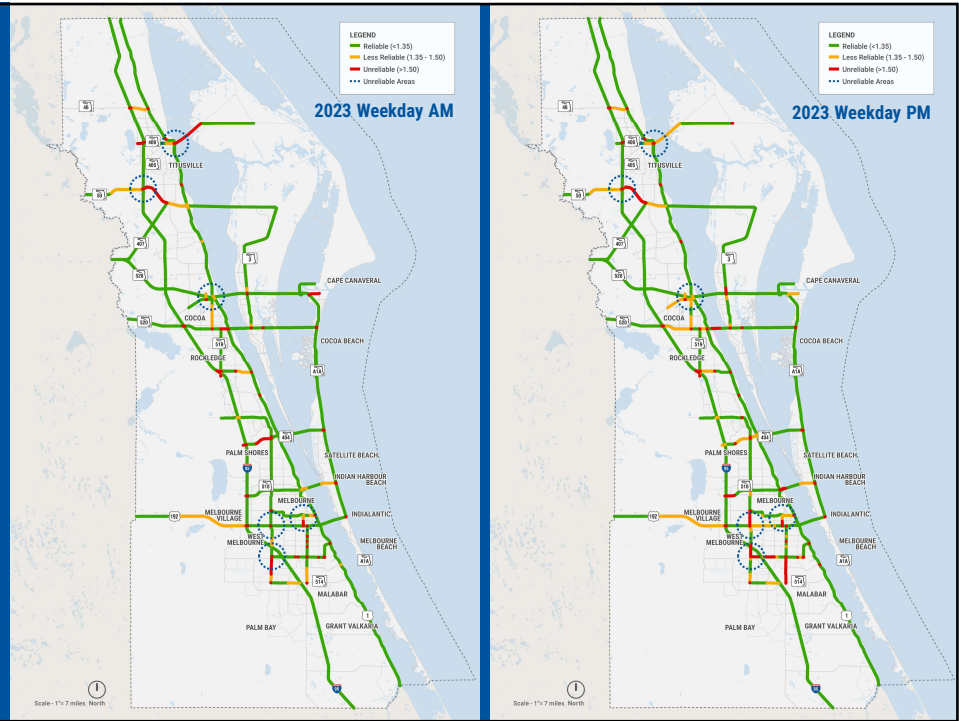 LEGEND
Reliable (<1.35)
Less Reliable (1.35 - 1.50)
Unreliable (>1.50)
Unreliable Areas
2023 Weekday AM
46
406
TITUSVILLE
405
50
407
3
528
CAPE CANAVERAL
COCOA
520
COCOA BEACH
519
ROCKLEDGE
A1A
404
PALM SHORES
SATELLITE BEACH
95
INDIAN HARBOUR
BEACH
518
MELBOURNE
192
MELBOURNE
VILLAGE
INDIALANTIC
WEST
MELBOURNE
MELBOURNE
BEACH
A1A
514
MALABAR
1
PALM BAY
GRANT VALKARIA
95
Scale - 1"= 7 miles North
LEGEND
Reliable (<1.35)
Less Reliable (1.35 - 1.50)
Unreliable (>1.50)
Unreliable Areas
2023 Weekday PM
46
406
TITUSVILLE
405
50
407
3
528
CAPE CANAVERAL
COCOA
520
COCOA BEACH
519
ROCKLEDGE
A1A
404
PALM SHORES
SATELLITE BEACH
95
INDIAN HARBOUR
BEACH
518
MELBOURNE
192
MELBOURNE
VILLAGE
INDIALANTIC
WEST
MELBOURNE
MELBOURNE
BEACH
A1A
514
MALABAR
1
PALM BAY
GRANT VALKARIA
95
Scale - 1"= 7 miles North